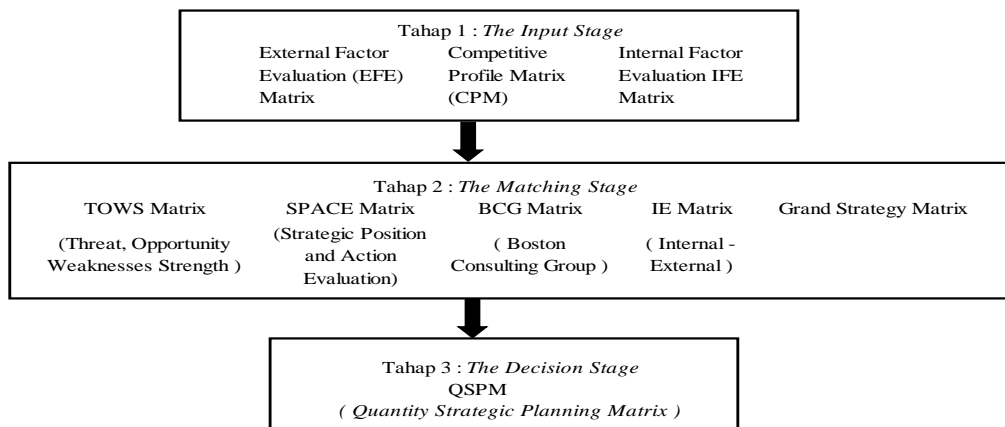 Tahap 1 : The Input Stage
External Factor
Evaluation (EFE)
Matrix
Competitive
Profile Matrix
(CPM)
Internal Factor
Evaluation IFE
Matrix
Tahap 2 : The Matching Stage
TOWS Matrix
(Threat, Opportunity
Weaknesses Strength )
SPACE Matrix
(Strategic Position
and Action
Evaluation)
BCG Matrix
( Boston
Consulting Group )
IE Matrix
( Internal -
External )
Grand Strategy Matrix
Tahap 3 : The Decision Stage
QSPM
( Quantity Strategic Planning Matrix )